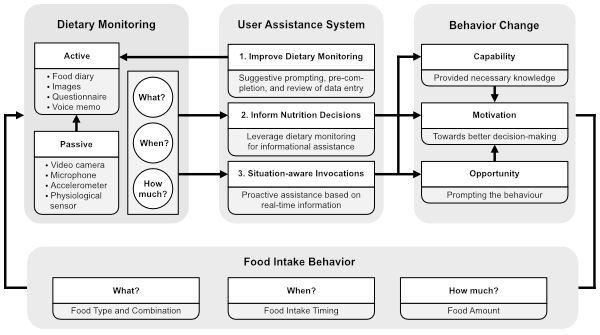 Dietary Monitoring
Active
• Food diary
• Images
• Questionnaire
• Voice memo
Passive
• Video camera
• Microphone
• Accelerometer
• Physiological
sensor
What?
When?
How
much?
User Assistance System
1. Improve Dietary Monitoring
Suggestive prompting, pre-com-
pletion, and review of data entry
2. Inform Nutrition Decisions
Leverage dietary monitoring
for informational assistance
3. Situation-aware Invocations
Proactive assistance based on
real-time information
Behavior Change
Capability
Provided necessary knowledge
Motivation
Towards better decision-making
Opportunity
Prompting the behaviour
Food Intake Behavior
What?
Food Type and Combination
When?
Food Intake Timing
How much?
Food Amount